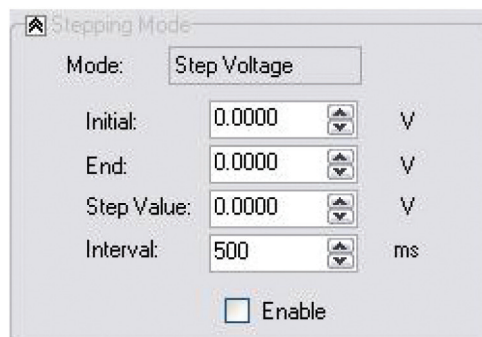 Stepping Mode
Mode: Step Voltage
Initial: 0.0000 V
End: 0.0000 V
Step Value: 0.0000 V
Interval: 500 ms
Enable